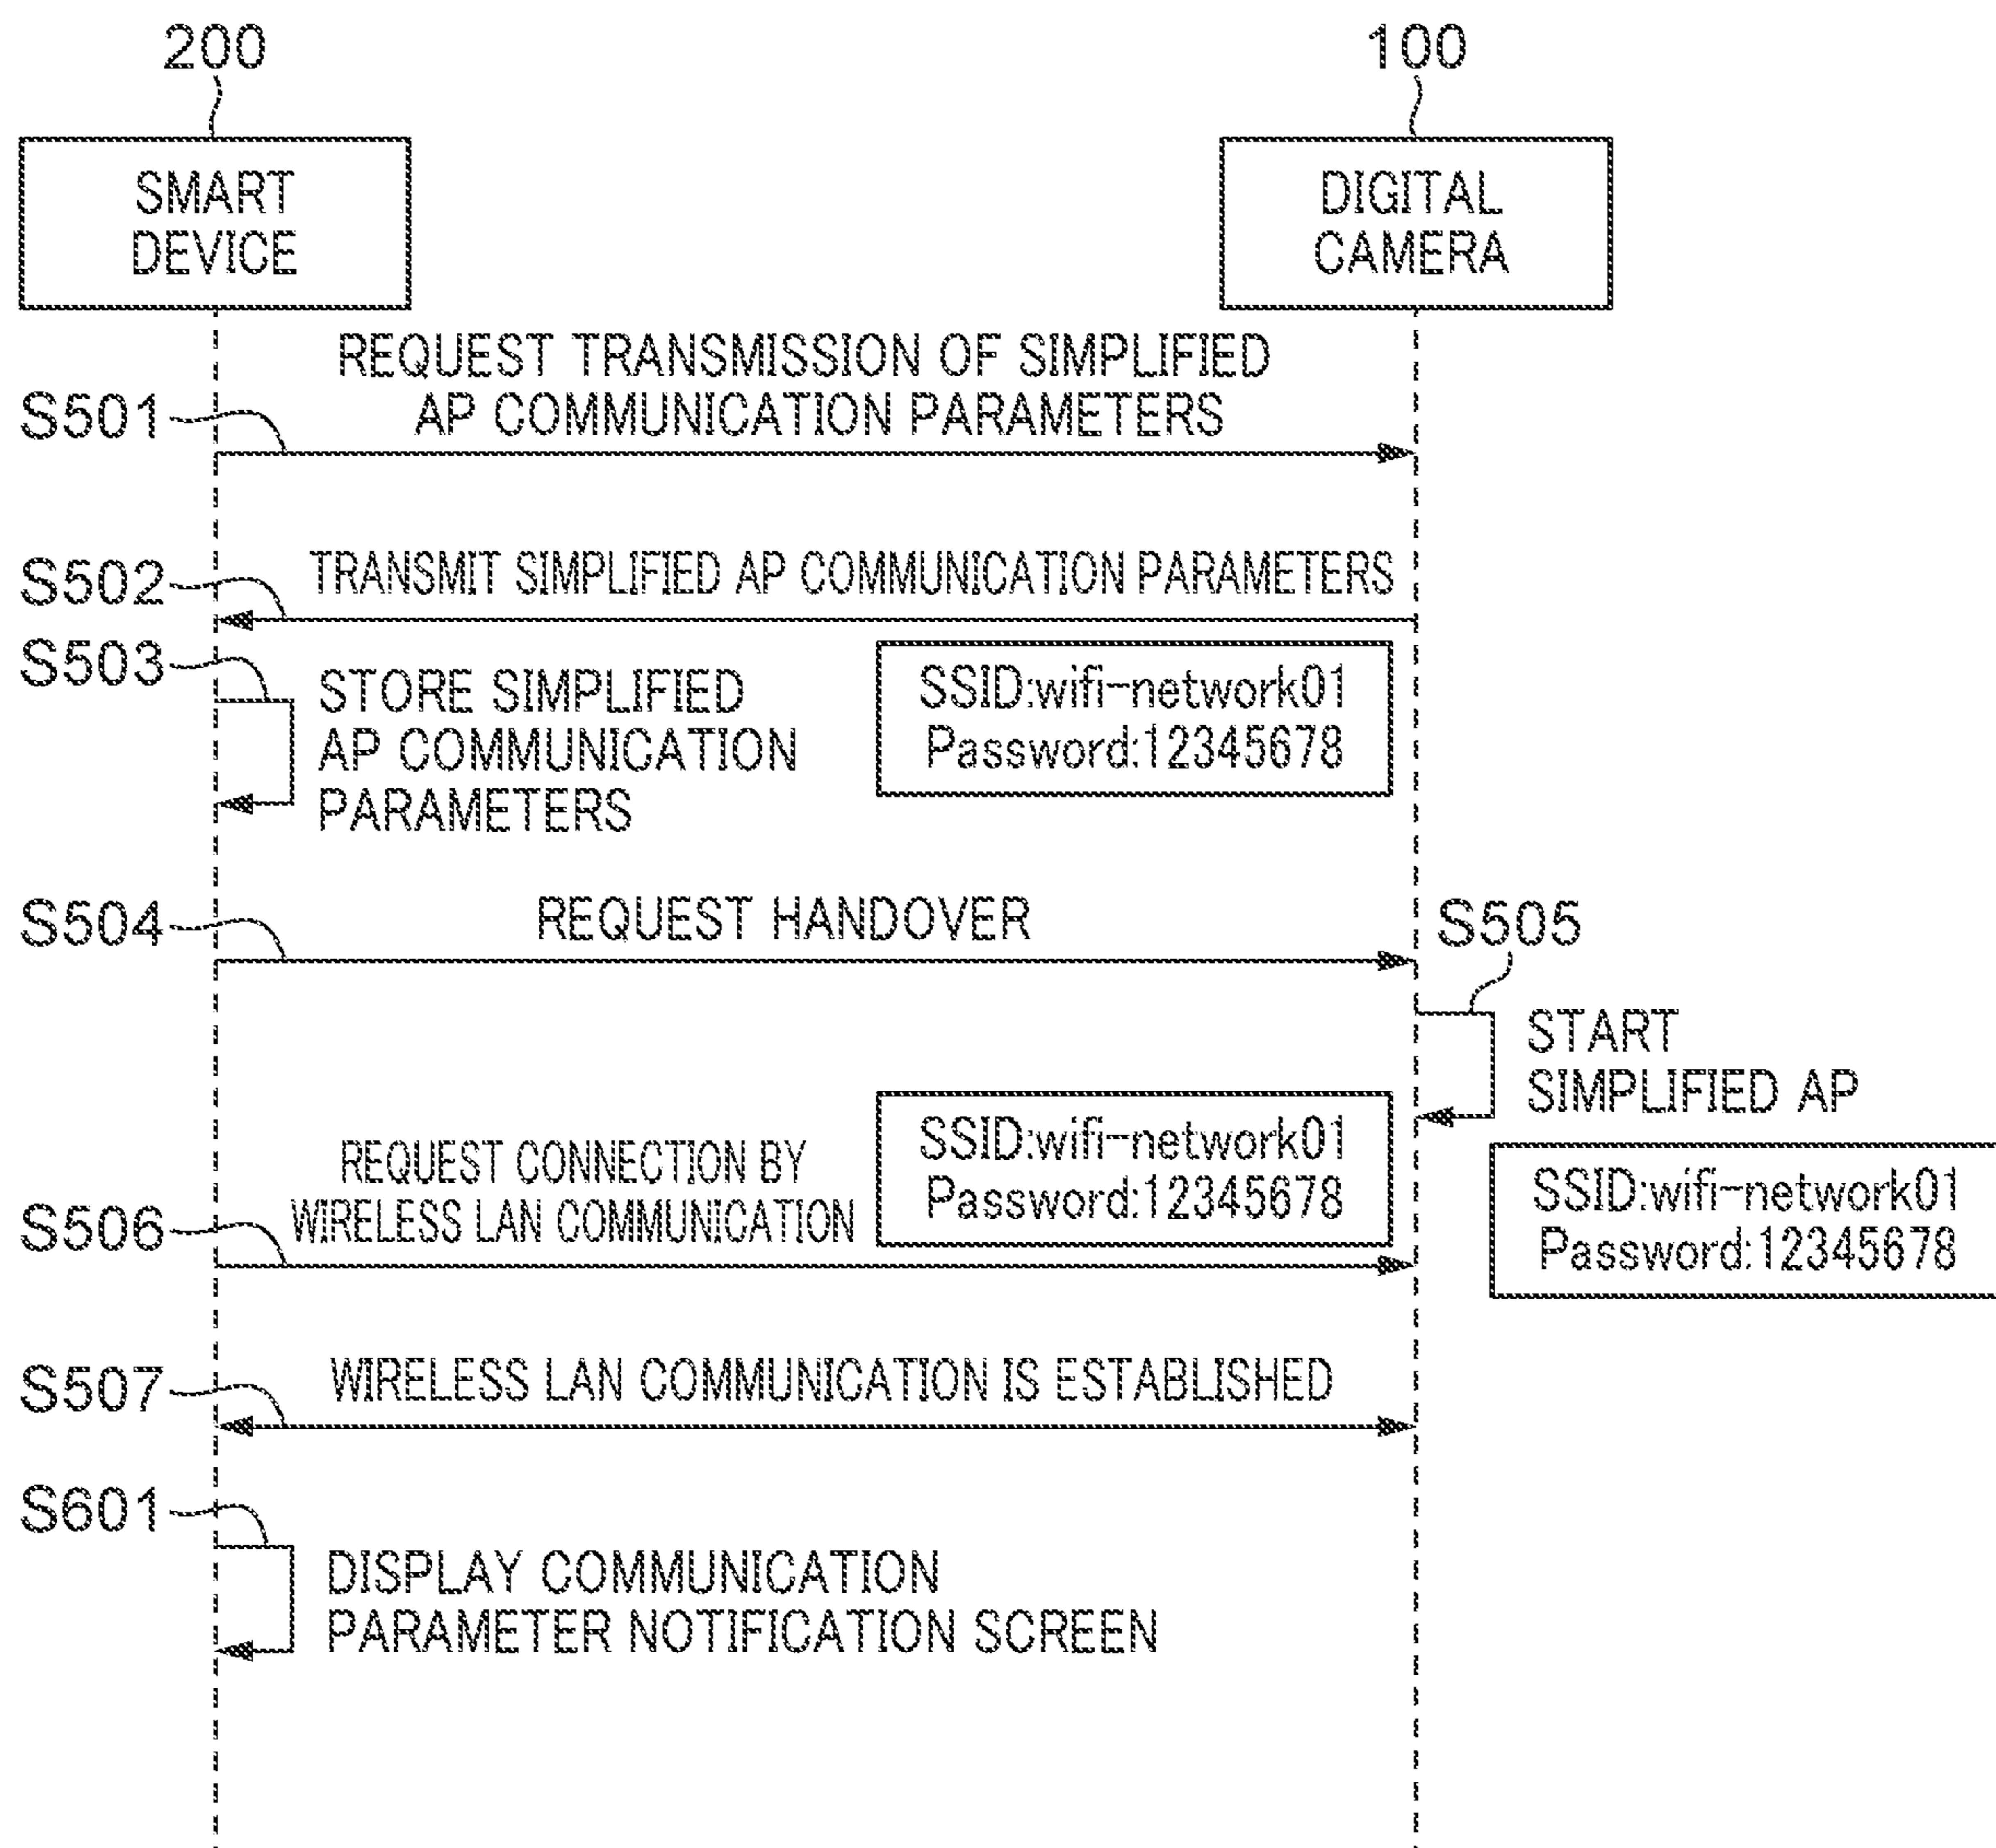 200
100
SMART
DEVICE
DIGITAL
CAMERA
REQUEST TRANSMISSION OF SIMPLIFIED
AP COMMUNICATION PARAMETERS
S501
TRANSMIT SIMPLIFIED AP COMMUNICATION PARAMETERS
S502
S503
STORE SIMPLIFIED
AP COMMUNICATION
PARAMETERS
SSID:wifi-network01
Password:12345678
S504
REQUEST HANDOVER
S505
START
SIMPLIFIED AP
SSID:wifi-network01
Password:12345678
REQUEST CONNECTION BY
WIRELESS LAN COMMUNICATION
S506
SSID:wifi-network01
Password:12345678
S507
WIRELESS LAN COMMUNICATION IS ESTABLISHED
S601
DISPLAY COMMUNICATION
PARAMETER NOTIFICATION SCREEN